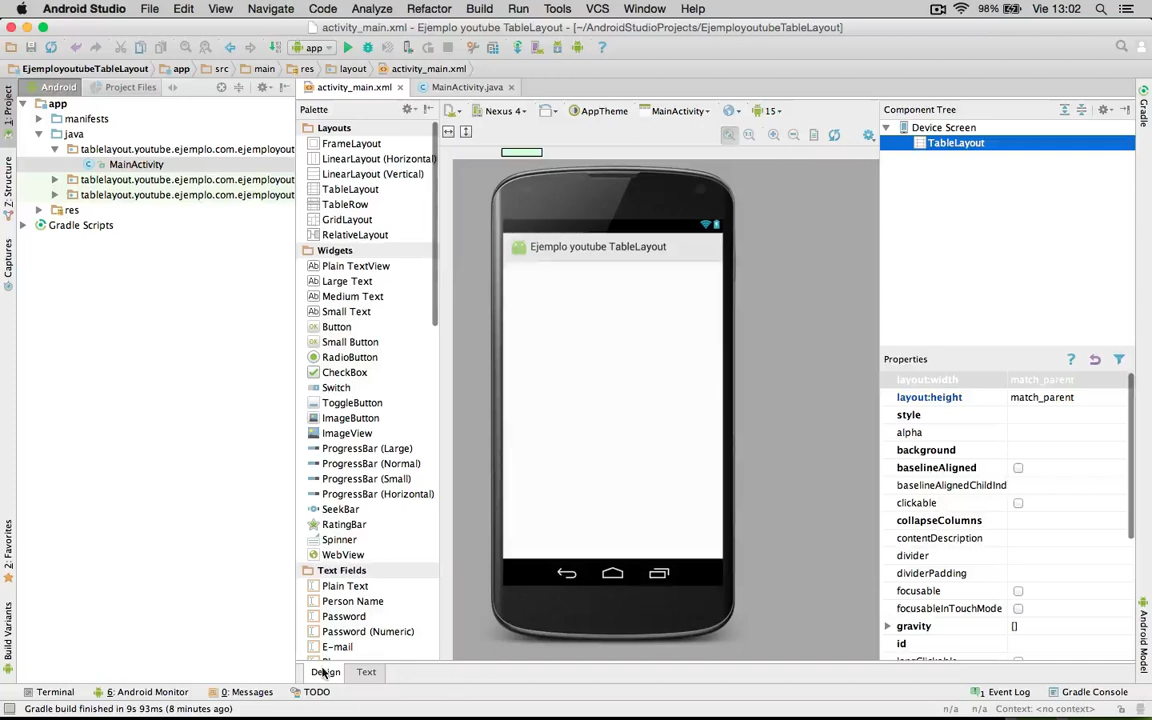 Android Studio File Edit View Navigate Code Analyze Refactor Build Run Tools VCS Window Help 98% Vie 13:02
activity_main.xml - Ejemplo youtube TableLayout - [~/AndroidStudioProjects/EjemployoutubeTableLayout]
app
EjemployoutubeTableLayout app src main res layout activity_main.xml
Android Project Files
activity_main.xml MainActivity.java
1: Project
Z: Structure
Captures
2: Favorites
Build Variants
app
manifests
java
tablelayout.youtube.ejemplo.com.ejemployout
MainActivity
tablelayout.youtube.ejemplo.com.ejemployout
tablelayout.youtube.ejemplo.com.ejemployout
res
Gradle Scripts
Palette
Layouts
FrameLayout
LinearLayout (Horizontal)
LinearLayout (Vertical)
TableLayout
TableRow
GridLayout
RelativeLayout
Widgets
Plain TextView
Large Text
Medium Text
Small Text
Button
Small Button
RadioButton
CheckBox
Switch
ToggleButton
ImageButton
ImageView
ProgressBar (Large)
ProgressBar (Normal)
ProgressBar (Small)
ProgressBar (Horizontal)
SeekBar
RatingBar
Spinner
WebView
Text Fields
Plain Text
Person Name
Password
Password (Numeric)
E-mail
Design Text
Nexus 4 AppTheme MainActivity 15
Ejemplo youtube TableLayout
Component Tree
Device Screen
TableLayout
Properties
layout:width match_parent
layout:height match_parent
style
alpha
background
baselineAligned
baselineAlignedChildInd
clickable
collapseColumns
contentDescription
divider
dividerPadding
focusable
focusableInTouchMode
gravity []
id
Gradle
Android Model
Terminal 6: Android Monitor 0: Messages TODO 1 Event Log Gradle Console
Gradle build finished in 9s 93ms (8 minutes ago) n/a n/a Context: <no context>